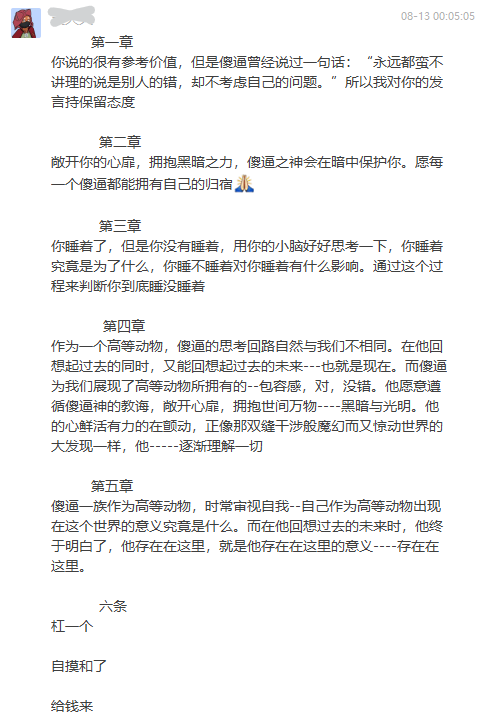 08-13 00:05:05
第一章
你说的很有参考价值，但是傻逼曾经说过一句话：“永远都蛮不
讲理的说是别人的错，却不考虑自己的问题。”所以我对你的发
言持保留态度
第二章
敞开你的心扉，拥抱黑暗之力，傻逼之神会在暗中保护你。愿每
一个傻逼都能拥有自己的归宿🙏
第三章
你睡着了，但是你没有睡着，用你的小脑好好思考一下，你睡着
究竟是为了什么，你睡不睡着对你睡着有什么影响。通过这个过
程来判断你到底睡没睡着
第四章
作为一个高等动物，傻逼的思考回路自然与我们不相同。在他回
想起过去的同时，又能回想起过去的未来---也就是现在。而傻逼
为我们展现了高等动物所拥有的--包容感，对，没错。他愿意遵
循傻逼神的教诲，敞开心扉，拥抱世间万物----黑暗与光明。他
的心鲜活有力的在颤动，正像那双缝干涉般魔幻而又惊动世界的
大发现一样，他-----逐渐理解一切
第五章
傻逼一族作为高等动物，时常审视自我--自己作为高等动物出现
在这个世界的意义究竟是什么。而在他回想过去的未来时，他终
于明白了，他存在在这里，就是他存在在这里的意义----存在在
这里。
六条
杠一个
自摸和了
给钱来